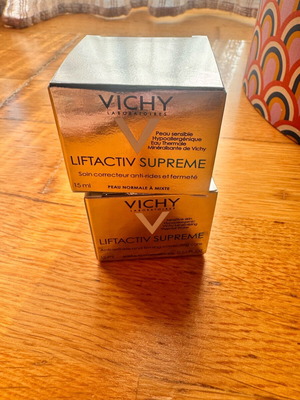 VICHY
LABORATOIRES
Peau sensible
Hypoallergénique
Eau Thermale
Minéralisante de Vichy
LIFTACTIV SUPREME
Soin correcteur anti-rides et fermeté
15 ml
PEAU NORMALE À MIXTE
VICHY
LABORATOIRES
LIFTACTIV SUPREME